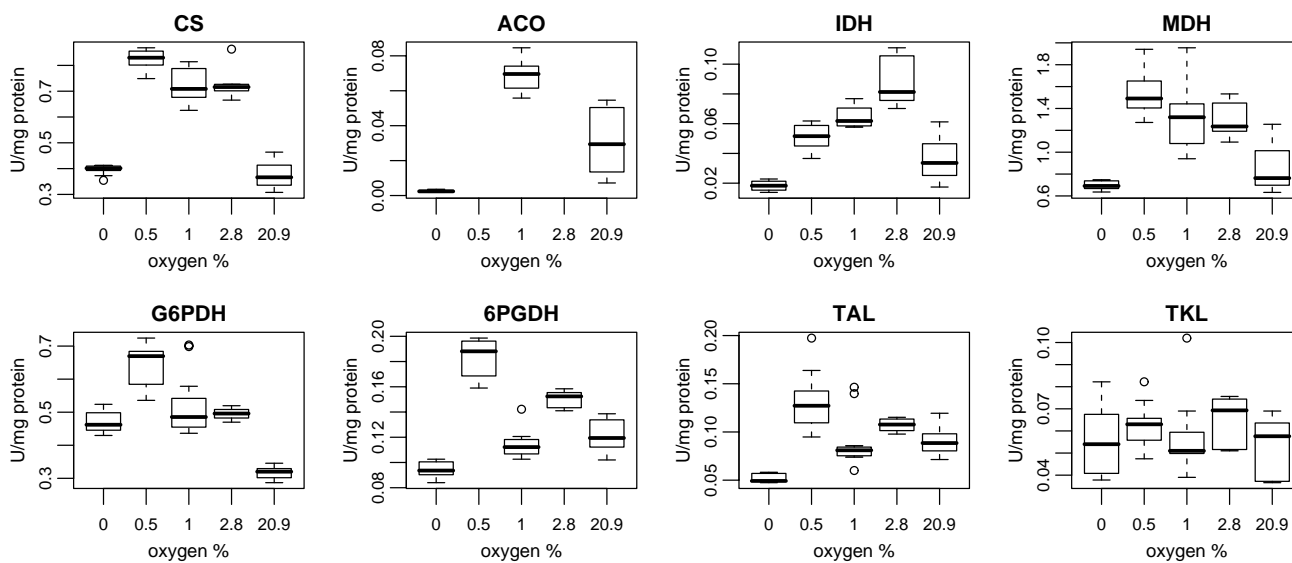 CS ACO IDH MDH
U/mg protein 0.3 0.7
0 0.5 1 2.8 20.9
oxygen %
U/mg protein 0.00 0.04 0.08
0 0.5 1 2.8 20.9
oxygen %
U/mg protein 0.02 0.06 0.10
0 0.5 1 2.8 20.9
oxygen %
U/mg protein 0.6 1.0 1.4 1.8
0 0.5 1 2.8 20.9
oxygen %
G6PDH 6PGDH TAL TKL
U/mg protein 0.3 0.5 0.7
0 0.5 1 2.8 20.9
oxygen %
U/mg protein 0.08 0.12 0.16 0.20
0 0.5 1 2.8 20.9
oxygen %
U/mg protein 0.05 0.10 0.15 0.20
0 0.5 1 2.8 20.9
oxygen %
U/mg protein 0.04 0.07 0.10
0 0.5 1 2.8 20.9
oxygen %